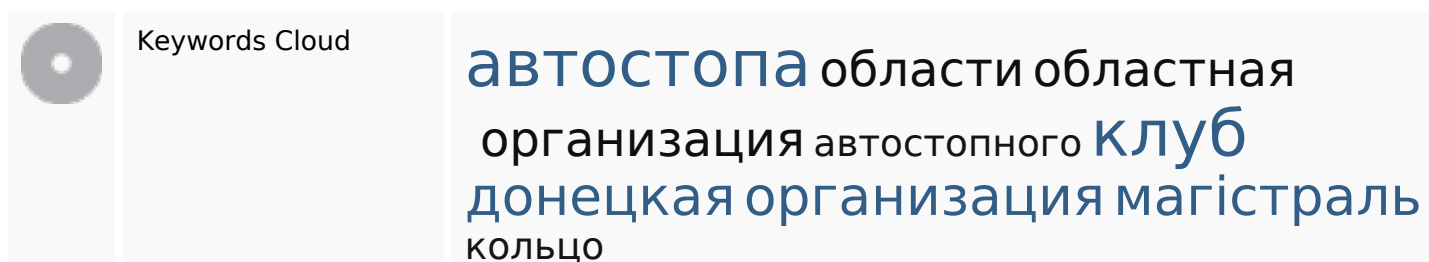 Keywords Cloud
автостопа области областная
организация автостопного клуб
донецкая организация магістраль
кольцо